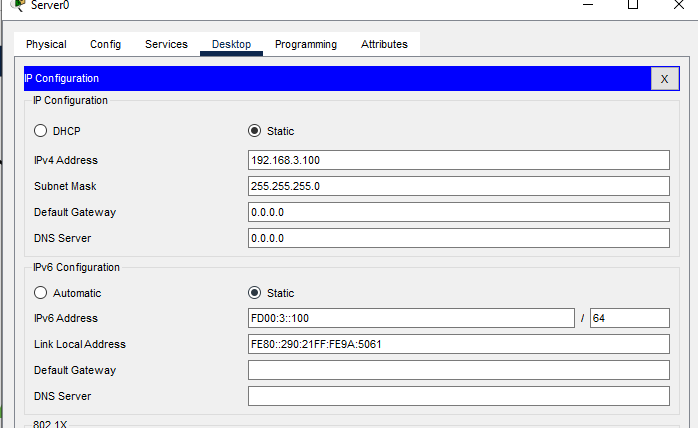 Server0
Physical Config Services Desktop Programming Attributes
IP Configuration X
IP Configuration
DHCP Static
IPv4 Address 192.168.3.100
Subnet Mask 255.255.255.0
Default Gateway 0.0.0.0
DNS Server 0.0.0.0
IPv6 Configuration
Automatic Static
IPv6 Address FD00:3::100 / 64
Link Local Address FE80::290:21FF:FE9A:5061
Default Gateway
DNS Server
802.1X